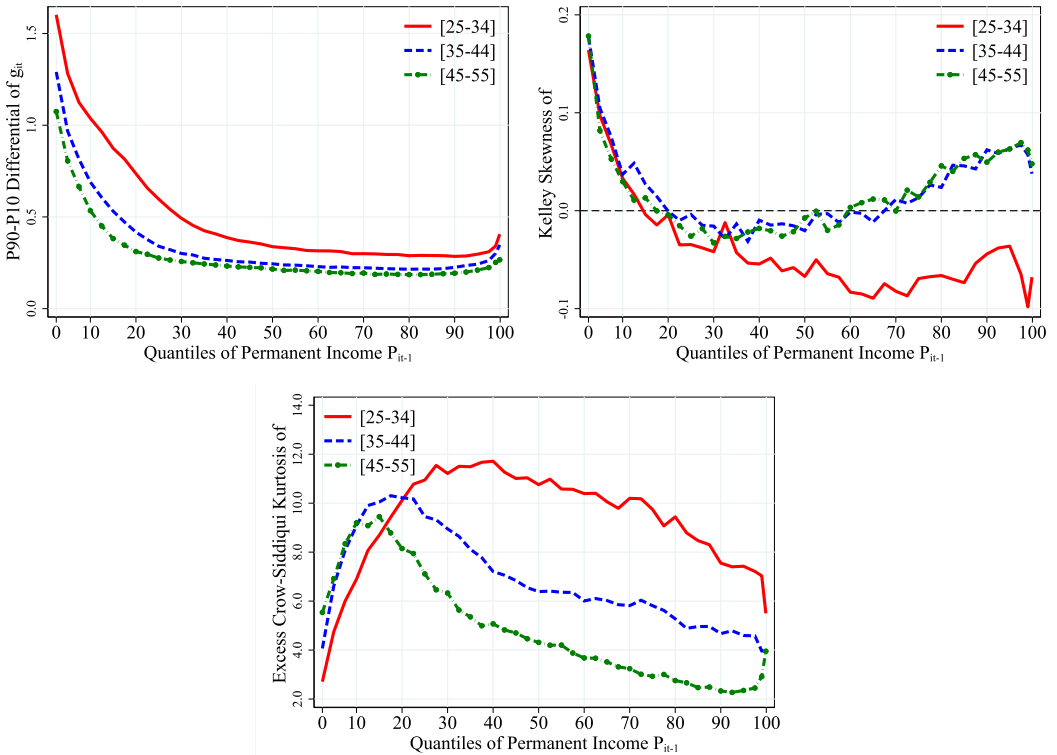 P90-P10 Differential of g_it
1.5
1.0
0.5
0.0
[25-34]
[35-44]
[45-55]
0 10 20 30 40 50 60 70 80 90 100
Quantiles of Permanent Income P_it-1
Kelley Skewness of
0.2
0.1
0.0
-0.1
[25-34]
[35-44]
[45-55]
0 10 20 30 40 50 60 70 80 90 100
Quantiles of Permanent Income P_it-1
Excess Crow-Siddiqui Kurtosis of
14.0
12.0
10.0
8.0
6.0
4.0
2.0
[25-34]
[35-44]
[45-55]
0 10 20 30 40 50 60 70 80 90 100
Quantiles of Permanent Income P_it-1